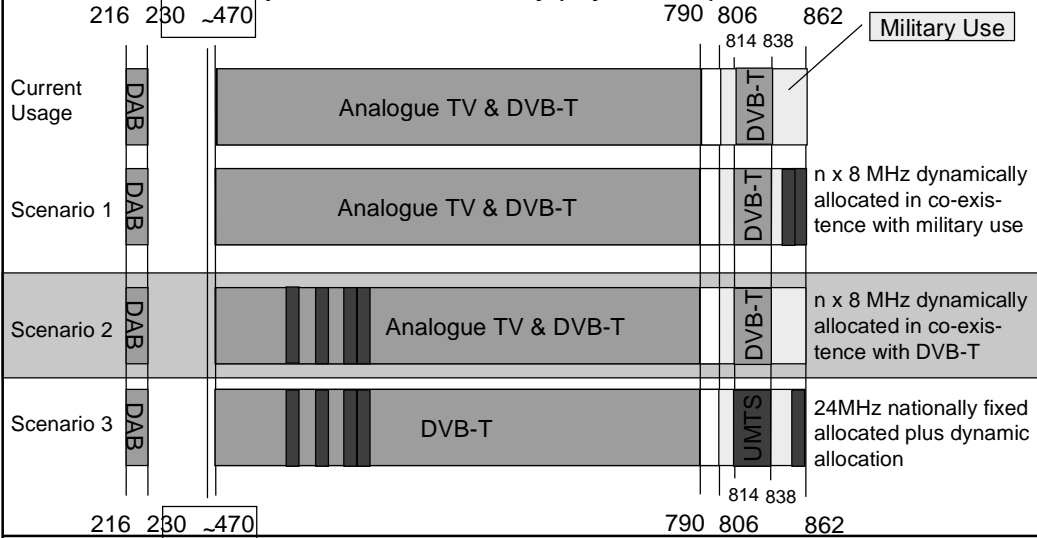 216 230 ~470 790 806 862
814 838
Military Use
Current
Usage
DAB
Analogue TV & DVB-T
DVB-T
Scenario 1
DAB
Analogue TV & DVB-T
DVB-T
n x 8 MHz dynamically
allocated in co-exis-
tence with military use
Scenario 2
DAB
Analogue TV & DVB-T
DVB-T
n x 8 MHz dynamically
allocated in co-exis-
tence with DVB-T
Scenario 3
DAB
DVB-T
UMTS
24MHz nationally fixed
allocated plus dynamic
allocation
814 838
216 230 ~470 790 806 862